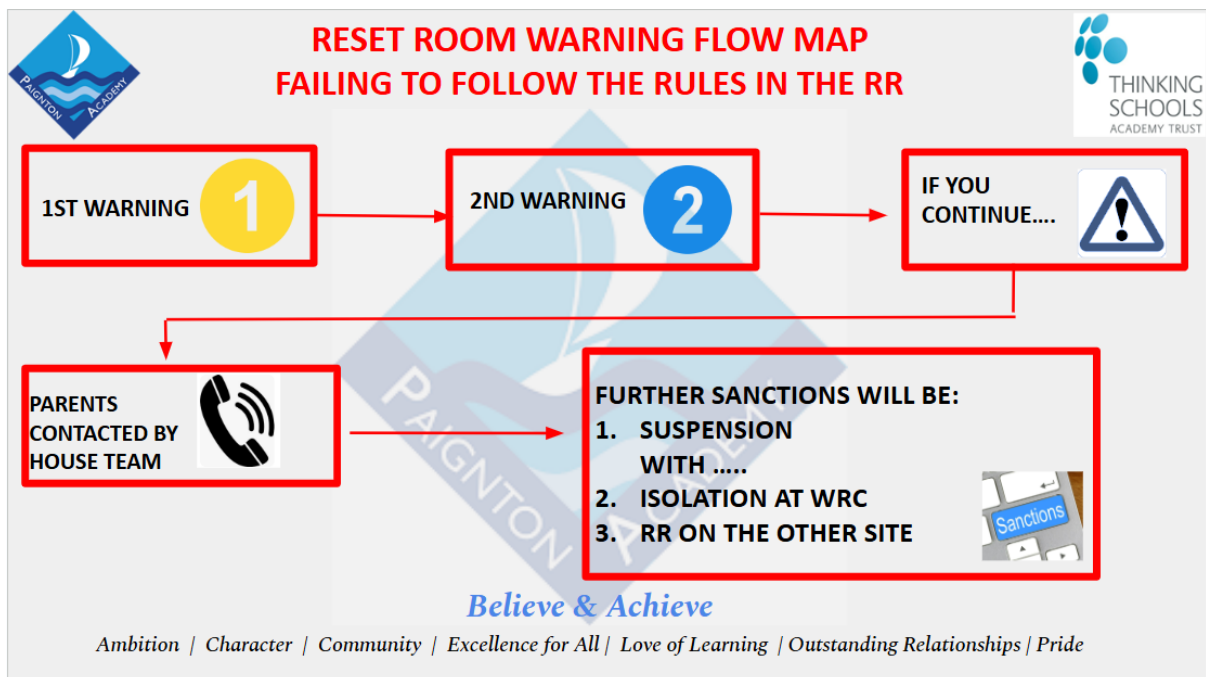 RESET ROOM WARNING FLOW MAP
FAILING TO FOLLOW THE RULES IN THE RR
PAIGNTON ACADEMY
THINKING
SCHOOLS
ACADEMY TRUST
1ST WARNING
1
2ND WARNING
2
IF YOU
CONTINUE....
!
PARENTS
CONTACTED BY
HOUSE TEAM
FURTHER SANCTIONS WILL BE:
1. SUSPENSION
WITH .....
2. ISOLATION AT WRC
3. RR ON THE OTHER SITE
Sanctions
PAIGNTON ACADEMY
Believe & Achieve
Ambition | Character | Community | Excellence for All | Love of Learning | Outstanding Relationships | Pride